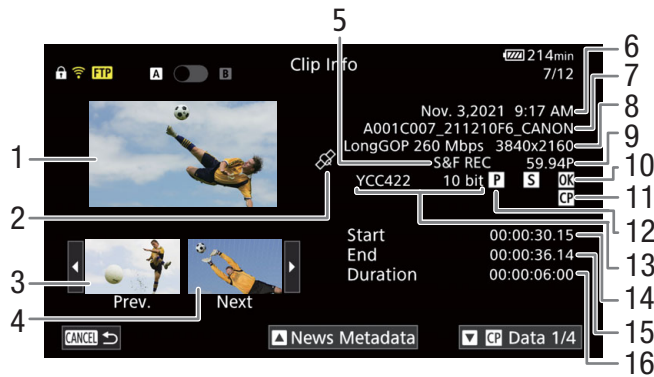 5
Clip Info
214min
7/12
FTP
A
B
6
7
8
9
10
11
12
13
14
15
16
Nov. 3,2021 9:17 AM
A001C007_211210F6_CANON
LongGOP 260 Mbps 3840x2160
S&F REC 59.94P
YCC422 10 bit P S OK
CP
1
2
3
4
Start 00:00:30.15
End 00:00:36.14
Duration 00:00:06:00
Prev.
Next
CANCEL
News Metadata
CP Data 1/4